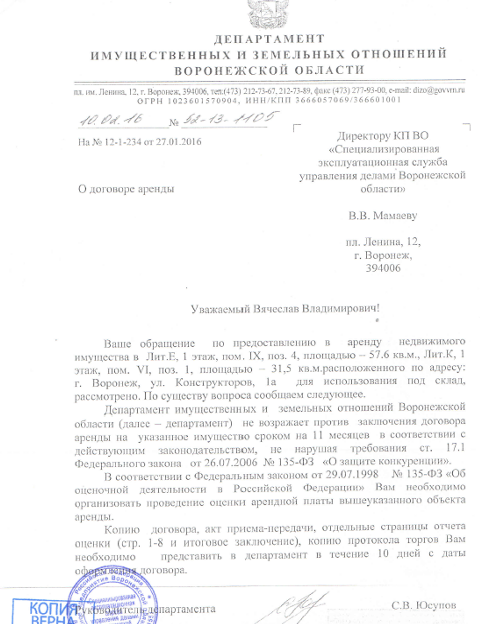 ДЕПАРТАМЕНТ
ИМУЩЕСТВЕННЫХ И ЗЕМЕЛЬНЫХ ОТНОШЕНИЙ
ВОРОНЕЖСКОЙ ОБЛАСТИ
пл. им. Ленина, 12, г. Воронеж, 394006, тел:(473) 212-73-67, 212-73-89, факс (473) 277-93-00, e-mail: dizo@govvrn.ru
ОГРН 1023601570904, ИНН/КПП 3666057069/366601001
10.02.16 № 52-13-1105
На № 12-1-234 от 27.01.2016
Директору КП ВО
«Специализированная
эксплуатационная служба
управления делами Воронежской
области»
О договоре аренды
В.В. Мамаеву
пл. Ленина, 12,
г. Воронеж,
394006
Уважаемый Вячеслав Владимирович!
Ваше обращение по предоставлению в аренду недвижимого
имущества в Лит.Е, 1 этаж, пом. IX, поз. 4, площадью – 57.6 кв.м., Лит.К, 1
этаж, пом. VI, поз. 1, площадью – 31,5 кв.м.расположенного по адресу:
г. Воронеж, ул. Конструкторов, 1а для использования под склад,
рассмотрено. По существу вопроса сообщаем следующее.
Департамент имущественных и земельных отношений Воронежской
области (далее – департамент) не возражает против заключения договора
аренды на указанное имущество сроком на 11 месяцев в соответствии с
действующим законодательством, не нарушая требования ст. 17.1
Федерального закона от 26.07.2006 № 135-ФЗ «О защите конкуренции».
В соответствии с Федеральным законом от 29.07.1998 № 135-ФЗ «Об
оценочной деятельности в Российской Федерации» Вам необходимо
организовать проведение оценки арендной платы вышеуказанного объекта
аренды.
Копию договора, акт приема-передачи, отдельные страницы отчета
оценки (стр. 1-8 и итоговое заключение), копию протокола торгов Вам
необходимо представить в департамент в течение 10 дней с даты
оформления договора.
Руководитель департамента С.В. Юсупов
КОПИЯ
ВЕРНА